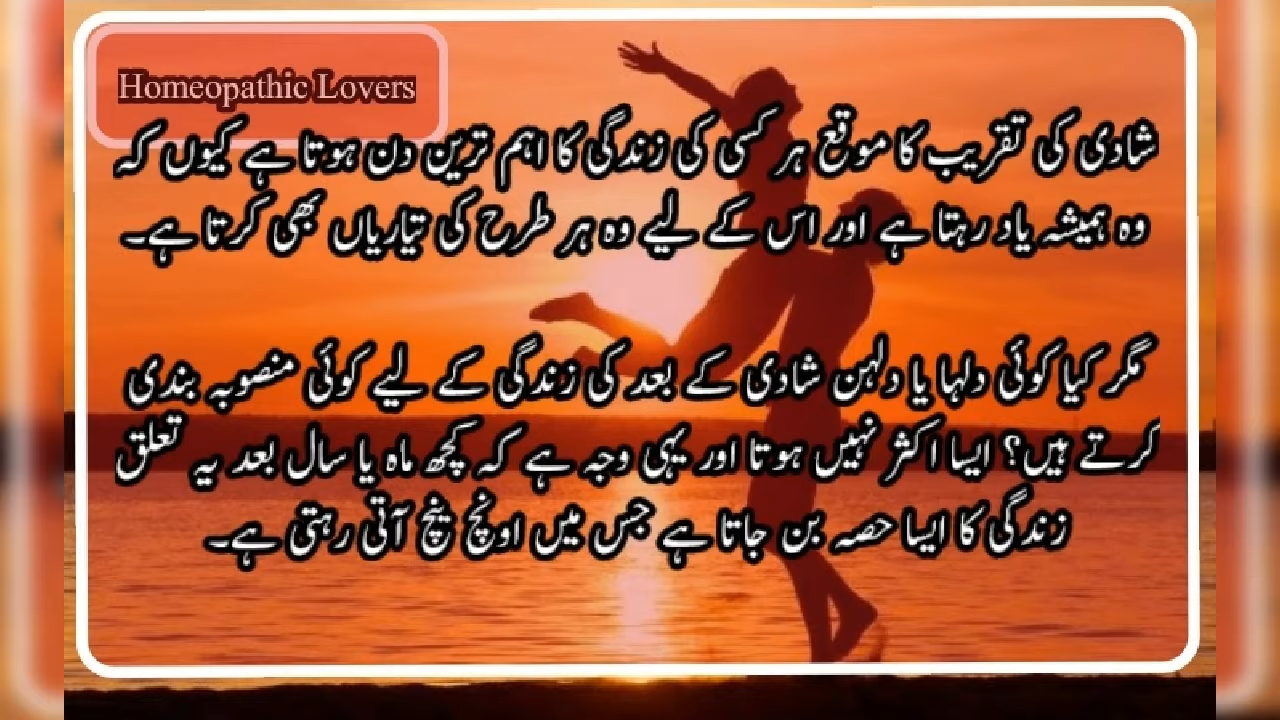 Homeopathic Lovers
شادی کی تقریب کا موقع ہر کسی کی زندگی کا اہم ترین دن ہوتا ہے کیوں کہ
وہ ہمیشہ یاد رہتا ہے اور اس کے لیے وہ ہر طرح کی تیاریاں بھی کرتا ہے۔
مگر کیا کوئی دلہا یا دلہن شادی کے بعد کی زندگی کے لیے کوئی منصوبہ بندی
کرتے ہیں؟ ایسا اکثر نہیں ہوتا اور یہی وجہ ہے کہ کچھ ماہ یا سال بعد یہ تعلق
زندگی کا ایسا حصہ بن جاتا ہے جس میں اونچ نیچ آتی رہتی ہے۔